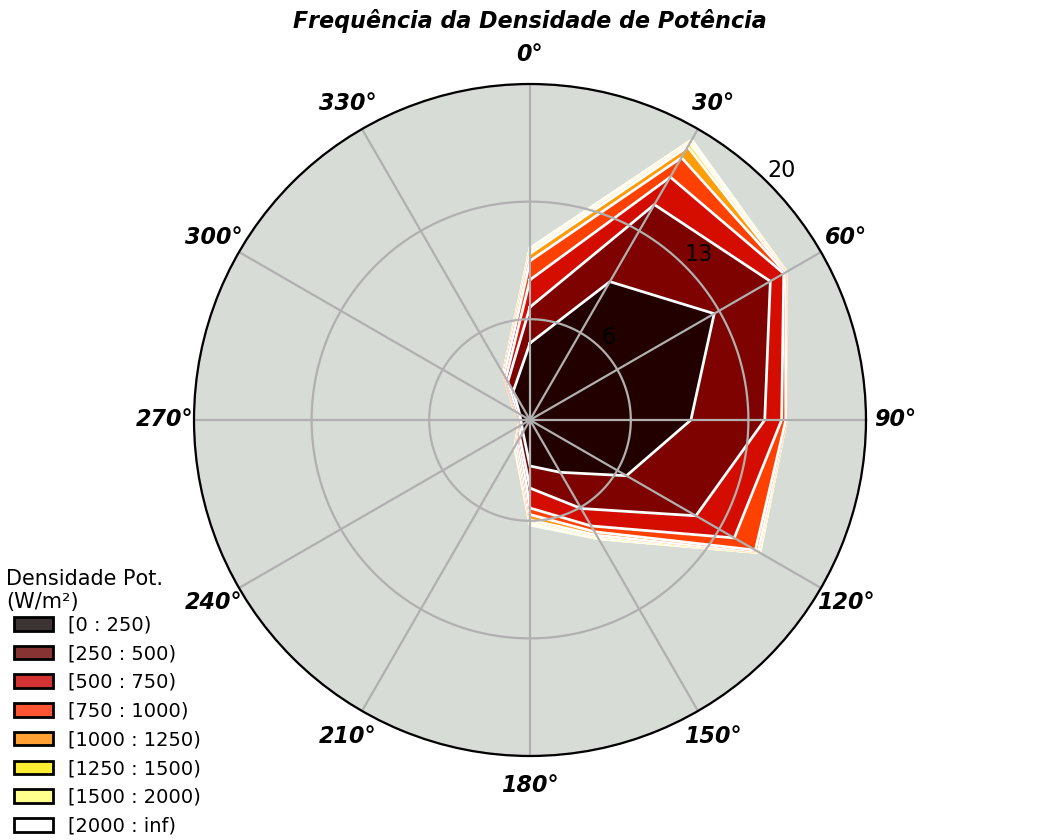 Frequência da Densidade de Potência
0°
330°
30°
20
300°
60°
13
6
270°
90°
240°
120°
210°
150°
180°
Densidade Pot.
(W/m²)
[0 : 250)
[250 : 500)
[500 : 750)
[750 : 1000)
[1000 : 1250)
[1250 : 1500)
[1500 : 2000)
[2000 : inf)